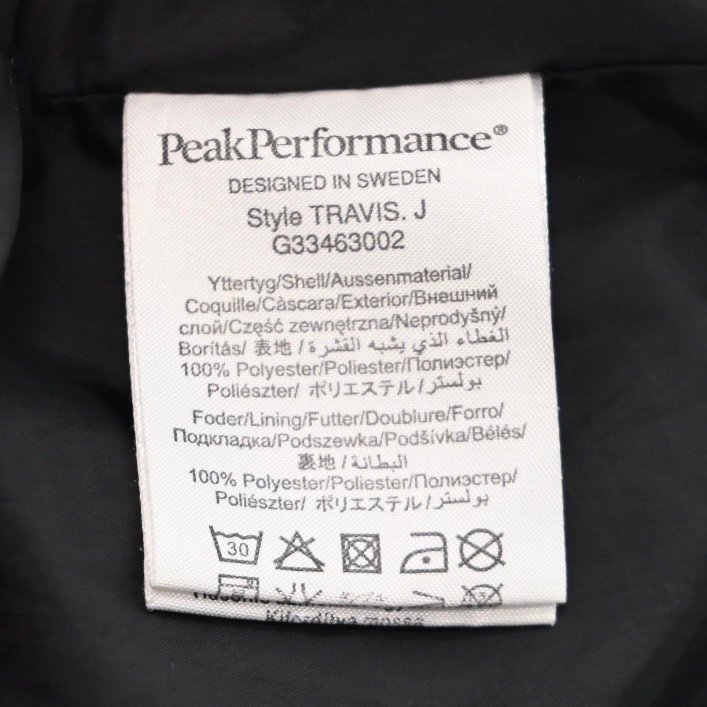 PeakPerformance®
DESIGNED IN SWEDEN
Style TRAVIS. J
G33463002
Yttertyg/Shell/Aussenmaterial/
Coquille/Càscara/Exterior/Внешний
слой/Część zewnętrzna/Neprodyšný/
Borítás/ 表地 / الغطاء الذي يشبه القشرة/
100% Polyester/Poliester/Полиэстер/
Poliészter/ ポリエステル/بولستر/
Foder/Lining/Futter/Doublure/Forro/
Подкладка/Podszewka/Podšívka/Bélés/
裏地 / البطانة/
100% Polyester/Poliester/Полиэстер/
Poliészter/ ポリエステル/بولستر/
30
Kifordítva mossa